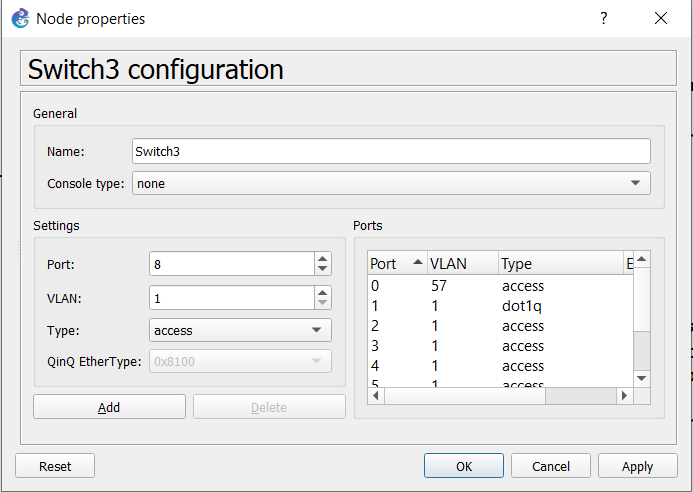 Node properties ?
Switch3 configuration
General
Name: Switch3
Console type: none
Settings
Port: 8
VLAN: 1
Type: access
QinQ EtherType: 0x8100
Add Delete
Ports
Port VLAN Type E
0 57 access
1 1 dot1q
2 1 access
3 1 access
4 1 access
5 1 access
Reset OK Cancel Apply